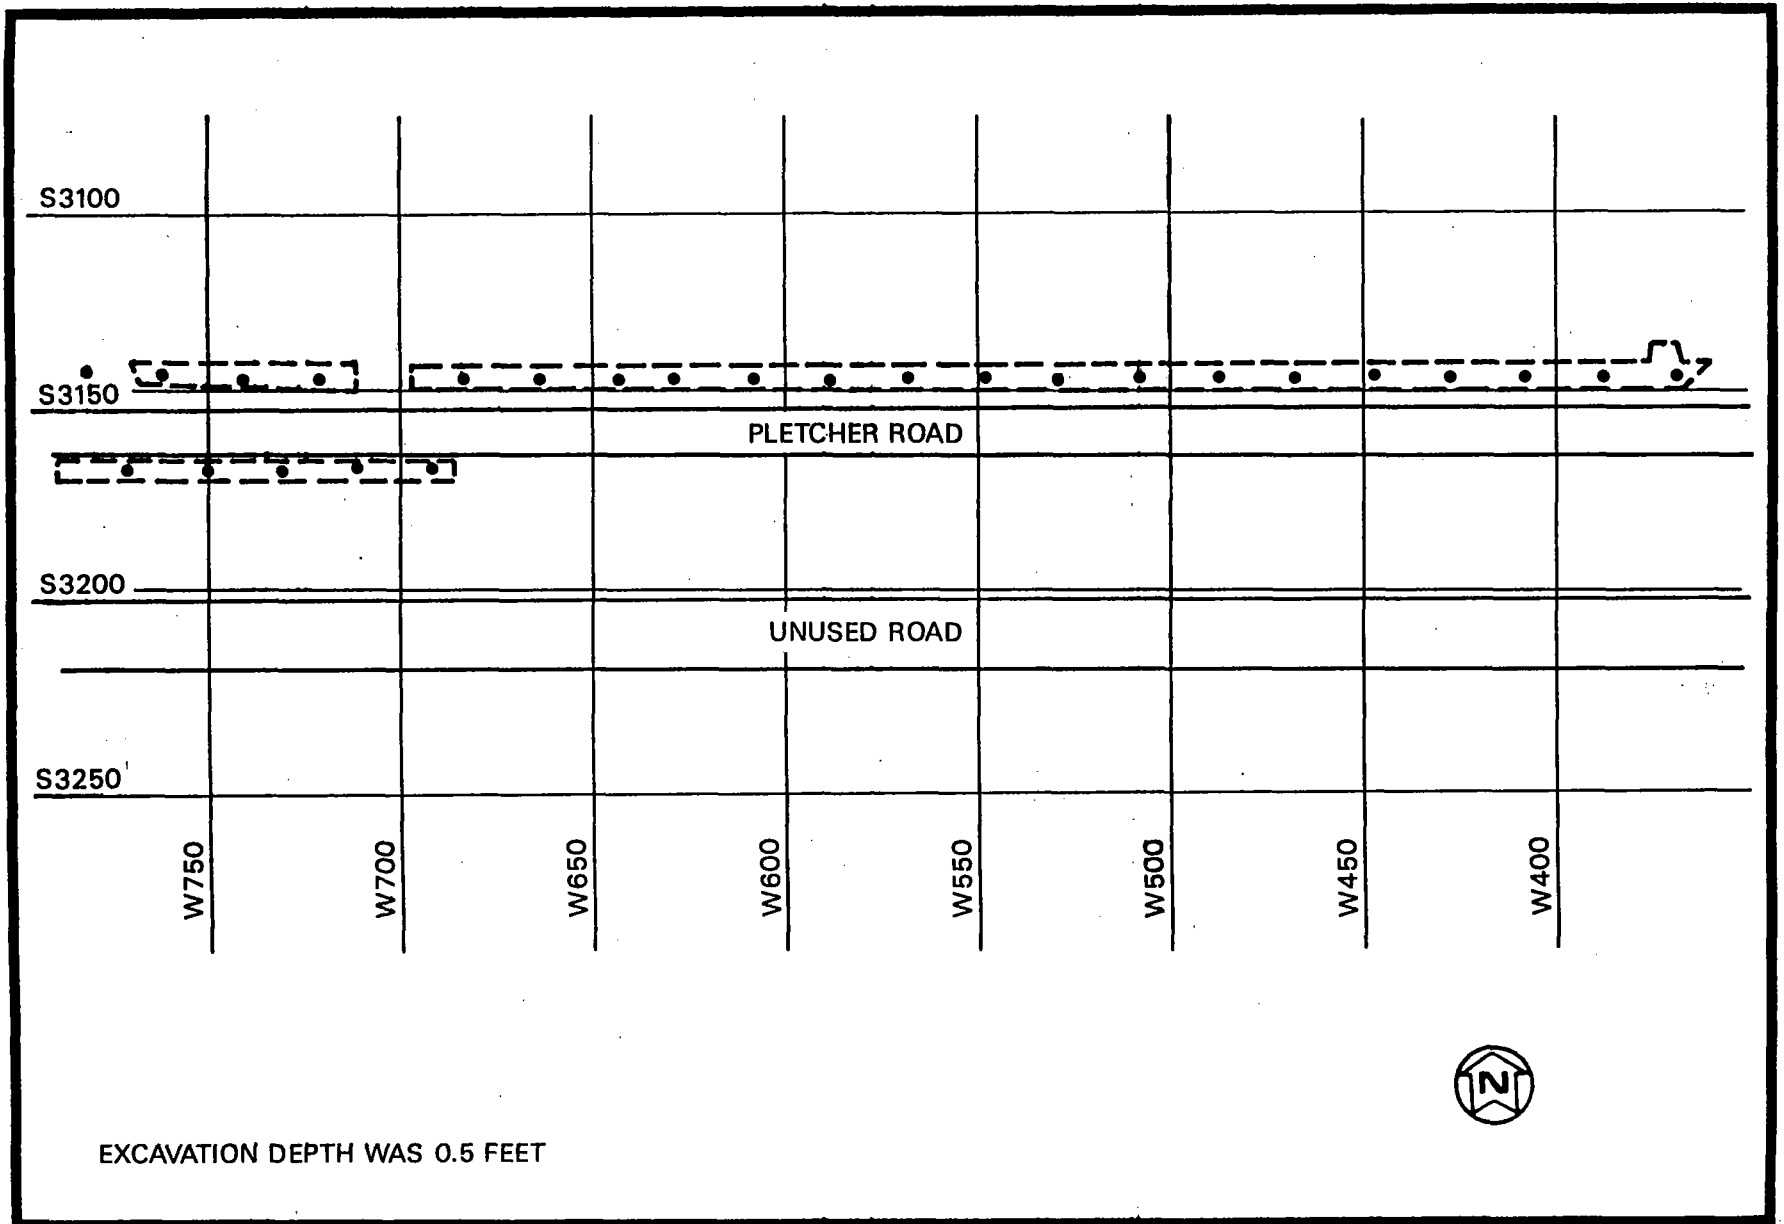 S3100
S3150
PLETCHER ROAD
S3200
UNUSED ROAD
S3250
W750
W700
W650
W600
W550
W500
W450
W400
N
EXCAVATION DEPTH WAS 0.5 FEET